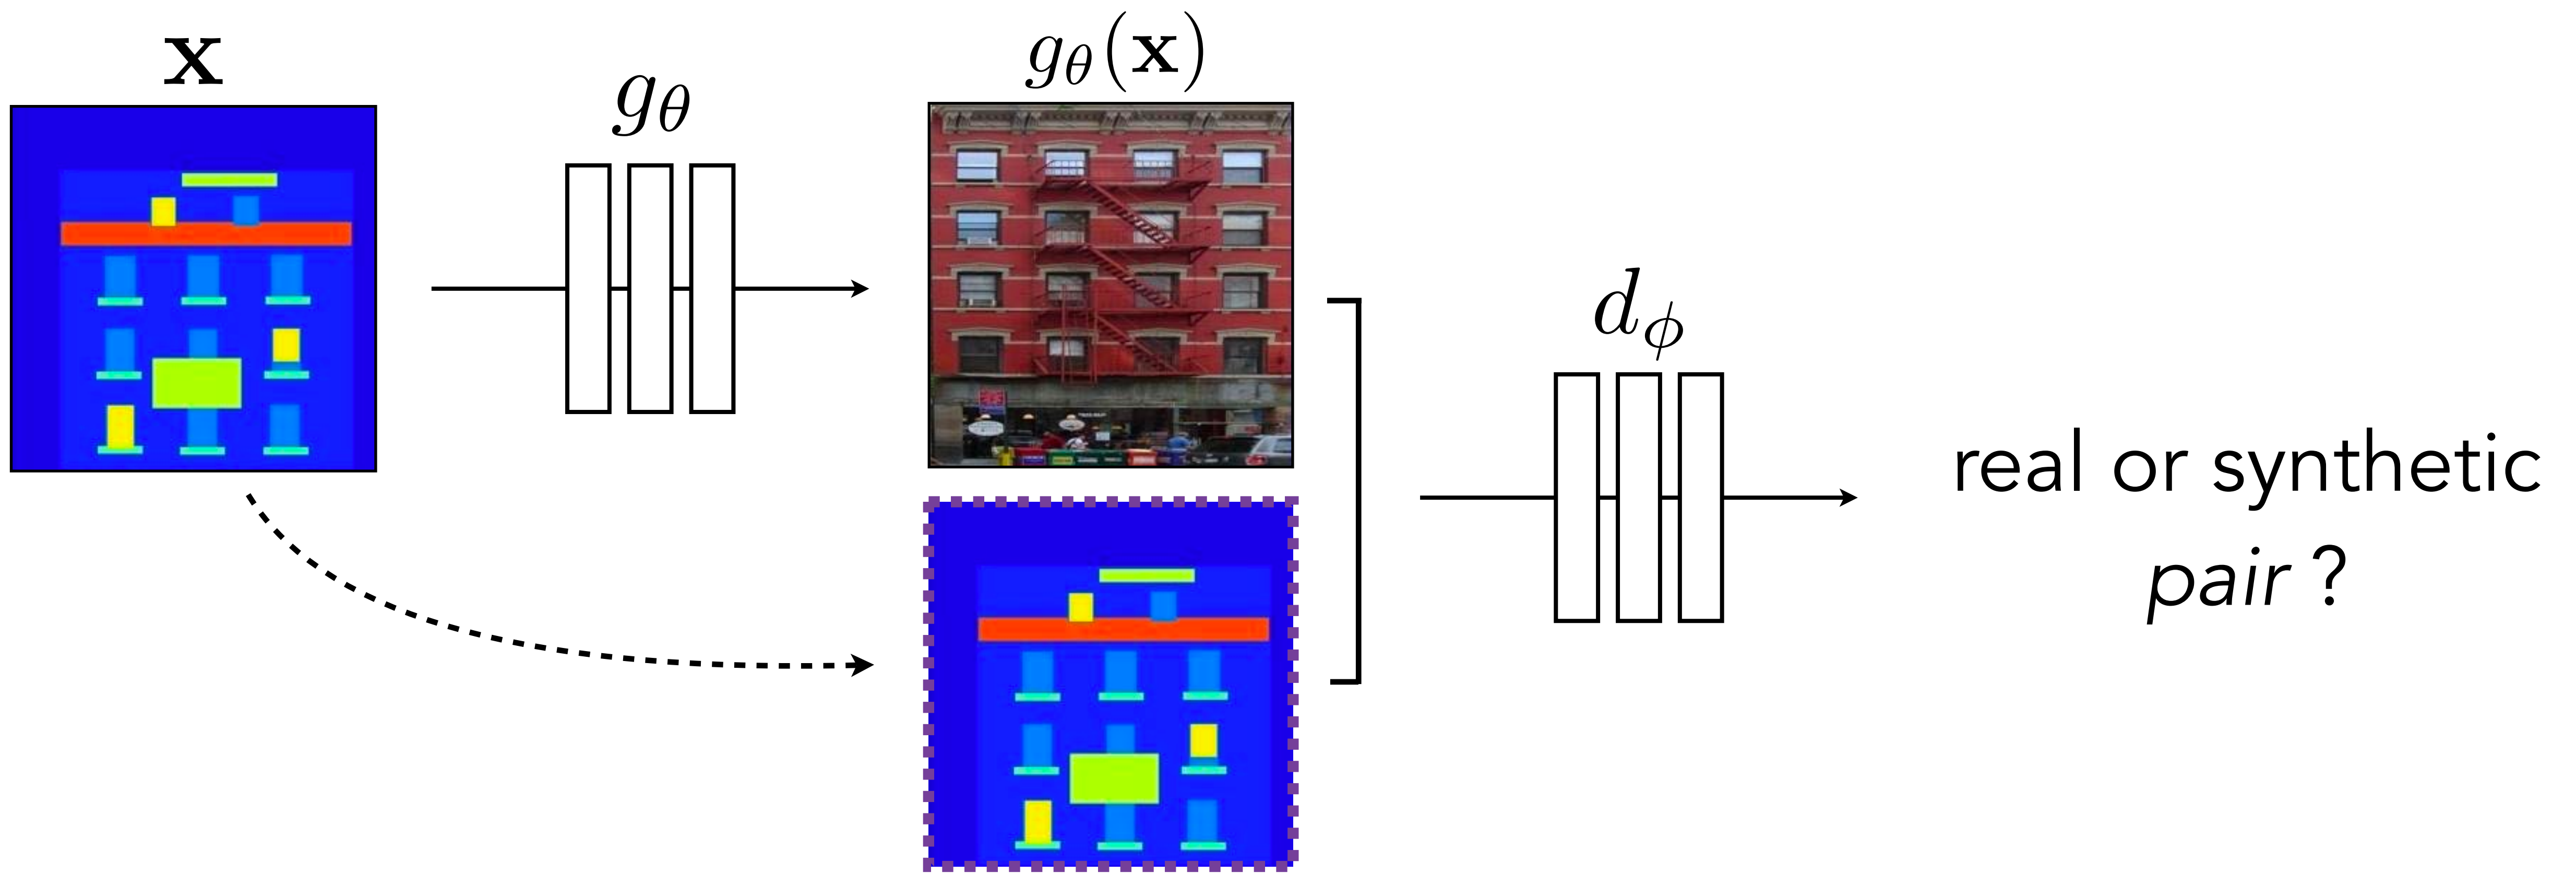 x
gθ
gθ(x)
dϕ
real or synthetic
pair ?